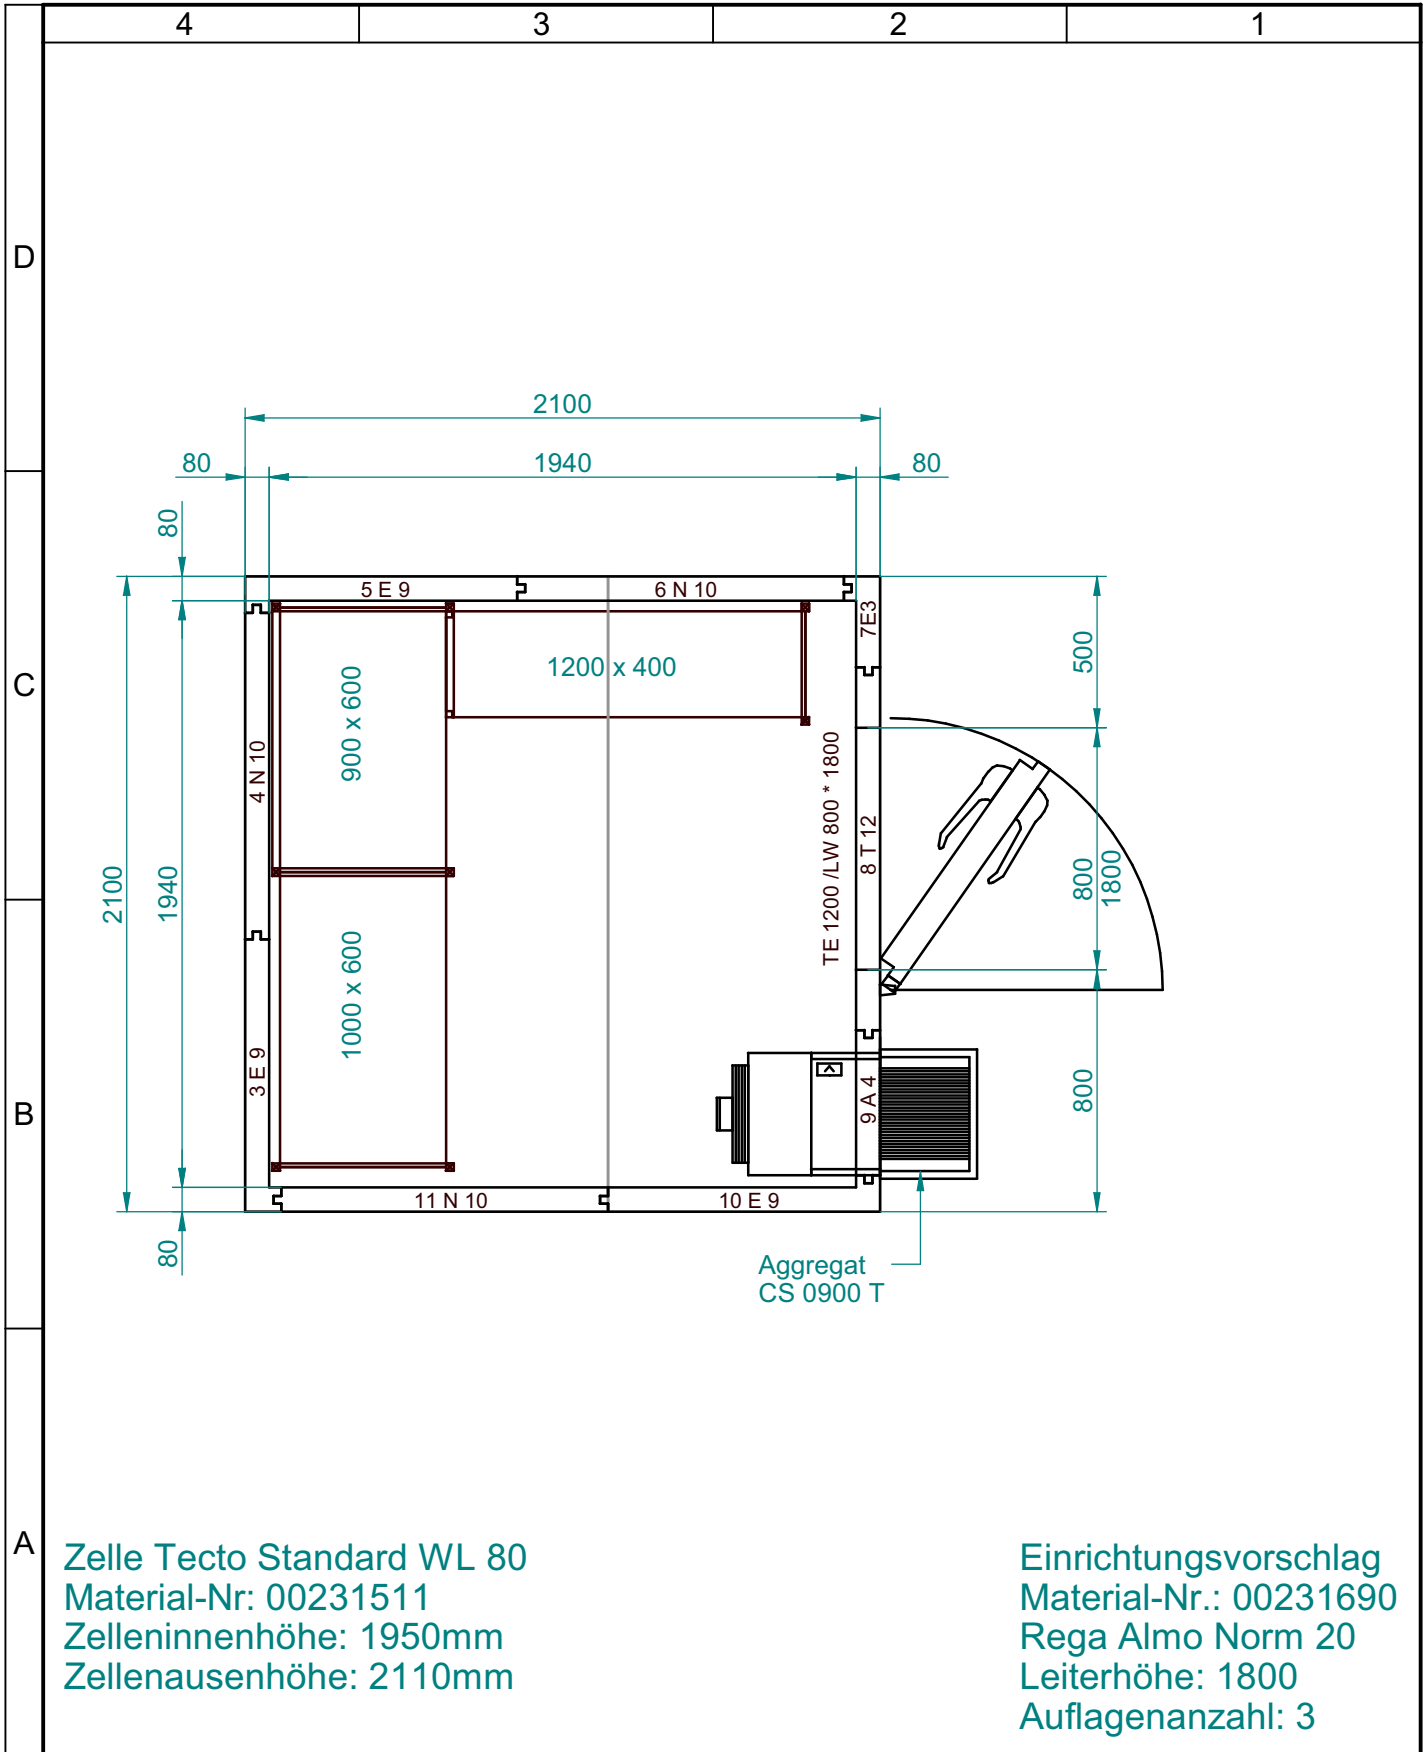 4 3 2 1
D
C
B
A
2100
80 1940 80
80
5 E 9 6 N 10
7E3
500
1200 x 400
900 x 600
4 N 10
TE 1200 /LW 800 * 1800
8 T 12
800
1800
2100
1940
1000 x 600
3 E 9
9 A 4
800
11 N 10 10 E 9
80
Aggregat
CS 0900 T
Zelle Tecto Standard WL 80
Material-Nr: 00231511
Zelleninnenhöhe: 1950mm
Zellenausenhöhe: 2110mm
Einrichtungsvorschlag
Material-Nr.: 00231690
Rega Almo Norm 20
Leiterhöhe: 1800
Auflagenanzahl: 3